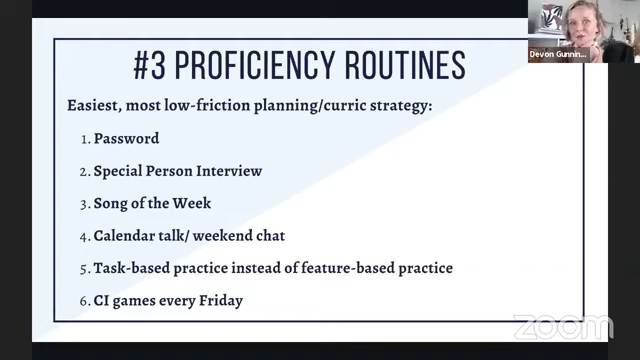 #3 PROFICIENCY ROUTINES
Easiest, most low-friction planning/curric strategy:
1. Password
2. Special Person Interview
3. Song of the Week
4. Calendar talk/ weekend chat
5. Task-based practice instead of feature-based practice
6. CI games every Friday
Devon Gunnin...
zoom